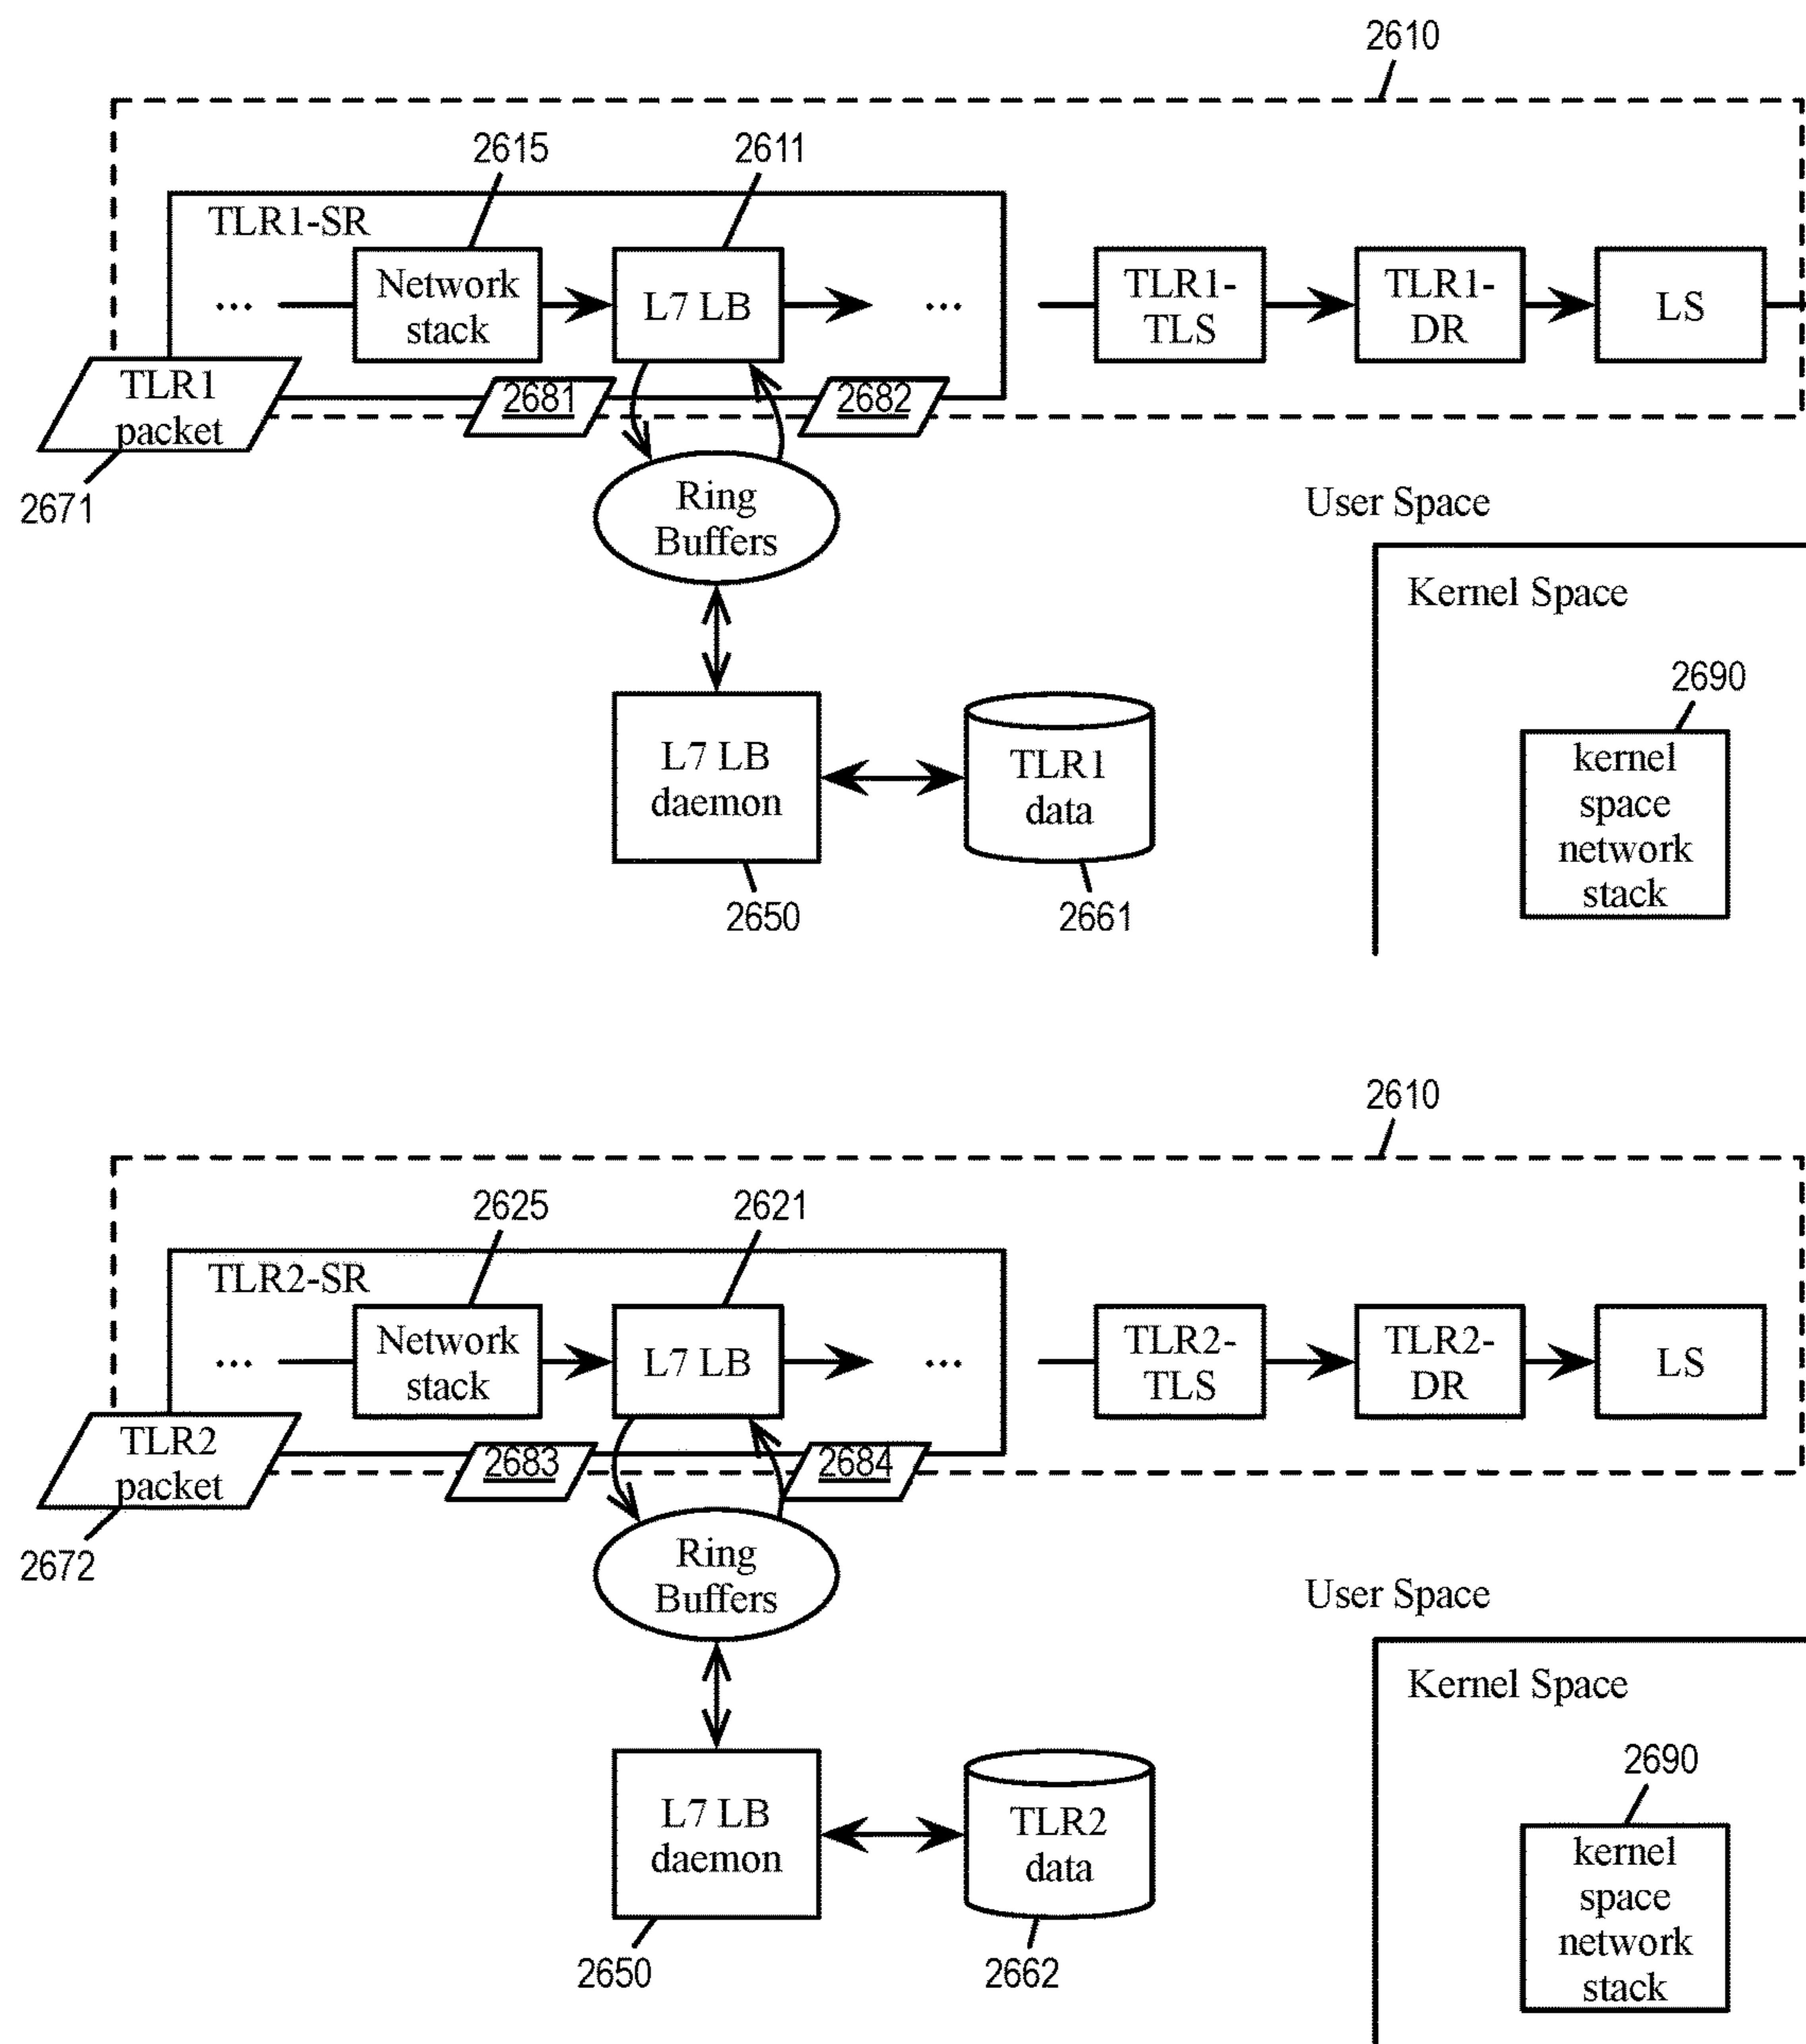 2610
2615
2611
TLR1-SR
...
Network
stack
L7 LB
...
TLR1-
TLS
TLR1-
DR
LS
TLR1
packet
2681
2682
2671
Ring
Buffers
User Space
Kernel Space
L7 LB
daemon
TLR1
data
2690
kernel
space
network
stack
2650
2661
2610
2625
2621
TLR2-SR
...
Network
stack
L7 LB
...
TLR2-
TLS
TLR2-
DR
LS
TLR2
packet
2683
2684
2672
Ring
Buffers
User Space
Kernel Space
L7 LB
daemon
TLR2
data
2690
kernel
space
network
stack
2650
2662